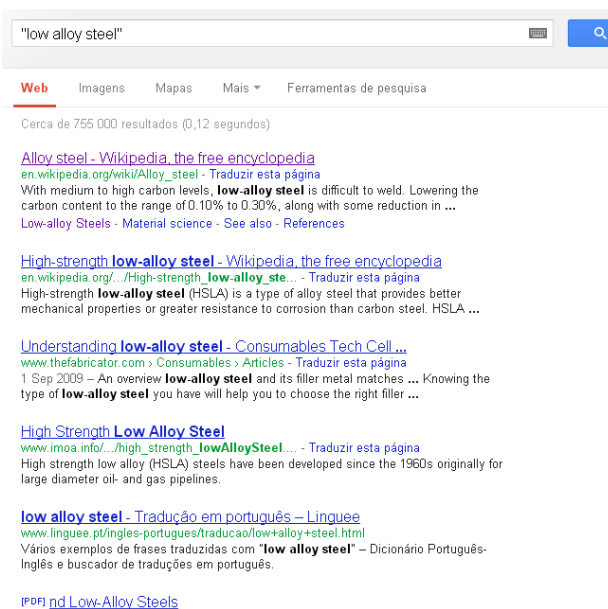 "low alloy steel"
Web Imagens Mapas Mais Ferramentas de pesquisa
Cerca de 755 000 resultados (0,12 segundos)
Alloy steel - Wikipedia, the free encyclopedia
en.wikipedia.org/wiki/Alloy_steel - Traduzir esta página
With medium to high carbon levels, low-alloy steel is difficult to weld. Lowering the
carbon content to the range of 0.10% to 0.30%, along with some reduction in ...
Low-alloy Steels - Material science - See also - References
High-strength low-alloy steel - Wikipedia, the free encyclopedia
en.wikipedia.org/.../High-strength_low-alloy_ste... - Traduzir esta página
High-strength low-alloy steel (HSLA) is a type of alloy steel that provides better
mechanical properties or greater resistance to corrosion than carbon steel. HSLA ...
Understanding low-alloy steel - Consumables Tech Cell ...
www.thefabricator.com › Consumables › Articles - Traduzir esta página
1 Sep 2009 – An overview low-alloy steel and its filler metal matches ... Knowing the
type of low-alloy steel you have will help you to choose the right filler ...
High Strength Low Alloy Steel
www.imoa.info/.../high_strength_lowAlloySteel.... - Traduzir esta página
High strength low alloy (HSLA) steels have been developed since the 1960s originally for
large diameter oil- and gas pipelines.
low alloy steel - Tradução em português – Linguee
www.linguee.pt/ingles-portugues/traducao/low+alloy+steel.html
Vários exemplos de frases traduzidas com "low alloy steel" – Dicionário Português-
Inglês e buscador de traduções em português.
[PDF] nd Low-Alloy Steels